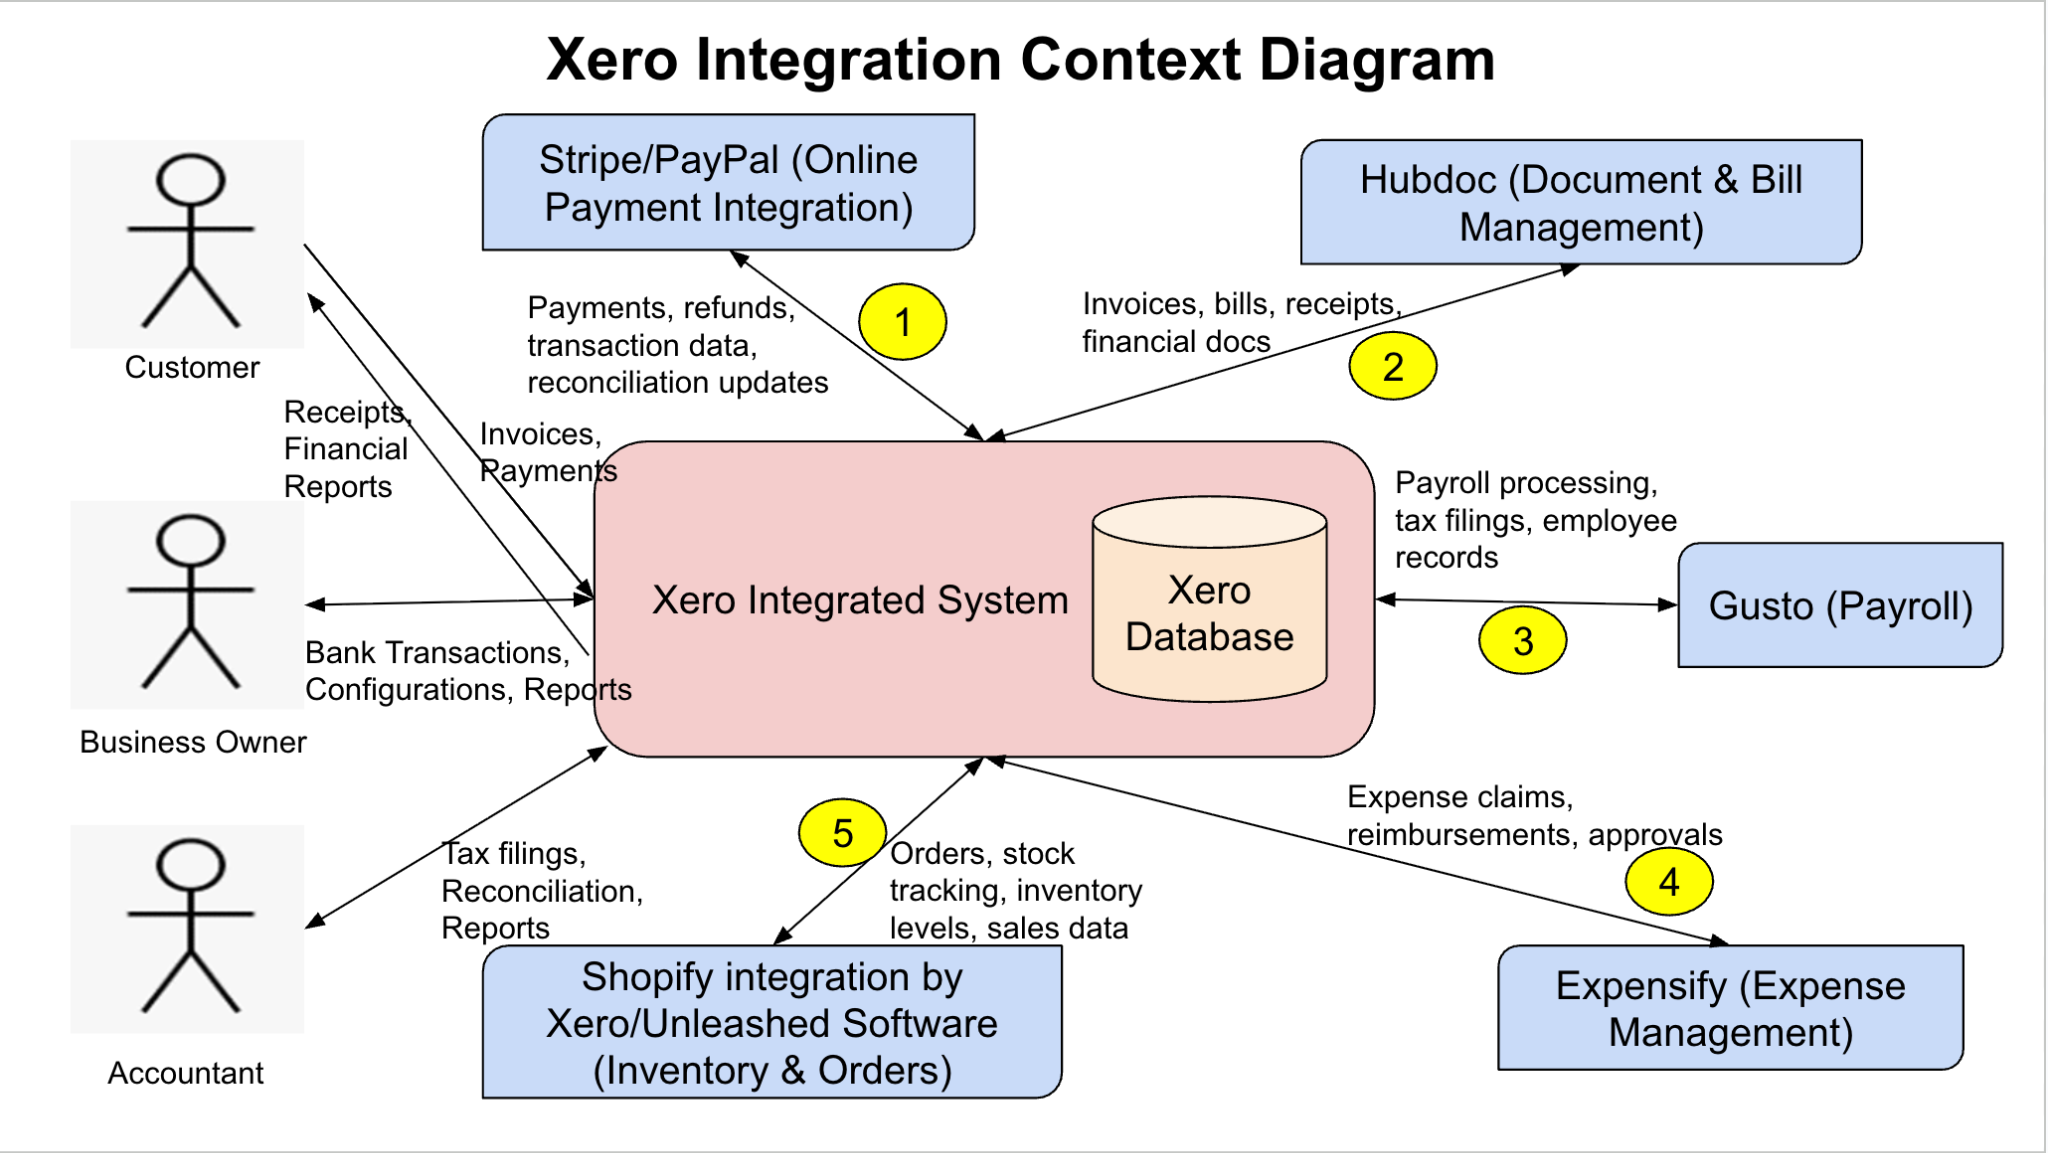 Xero Integration Context Diagram
Stripe/PayPal (Online
Payment Integration)
Hubdoc (Document & Bill
Management)
Customer
Payments, refunds,
transaction data,
reconciliation updates
1
Invoices, bills, receipts,
financial docs
2
Receipts,
Financial
Reports
Invoices,
Payments
Payroll processing,
tax filings, employee
records
3
Gusto (Payroll)
Xero Integrated System
Xero
Database
Bank Transactions,
Configurations, Reports
Business Owner
Tax filings,
Reconciliation,
Reports
5
Orders, stock
tracking, inventory
levels, sales data
Expense claims,
reimbursements, approvals
4
Accountant
Shopify integration by
Xero/Unleashed Software
(Inventory & Orders)
Expensify (Expense
Management)